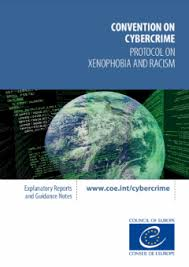 CONVENTION ON
CYBERCRIME
PROTOCOL ON
XENOPHOBIA AND RACISM
Explanatory Reports
and Guidance Notes
www.coe.int/cybercrime
COUNCIL OF EUROPE
CONSEIL DE L'EUROPE